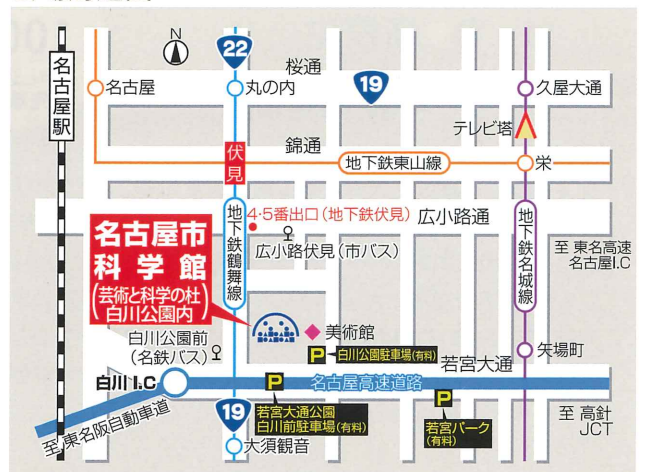 N
22
桜通
19
名古屋駅
名古屋
丸の内
久屋大通
テレビ塔
錦通
伏見
地下鉄東山線
栄
4・5番出口(地下鉄伏見)
広小路通
広小路伏見(市バス)
地下鉄鶴舞線
地下鉄名城線
至 東名高速
名古屋I.C
名古屋市
科学館
(芸術と科学の杜
白川公園内)
白川公園前
(名鉄バス)
美術館
P
白川公園駐車場(有料)
若宮大通
矢場町
白川I.C
P
名古屋高速道路
P
若宮大通公園
白川前駐車場(有料)
若宮パーク
(有料)
至 高針
JCT
至 東名阪自動車道
19
大須観音